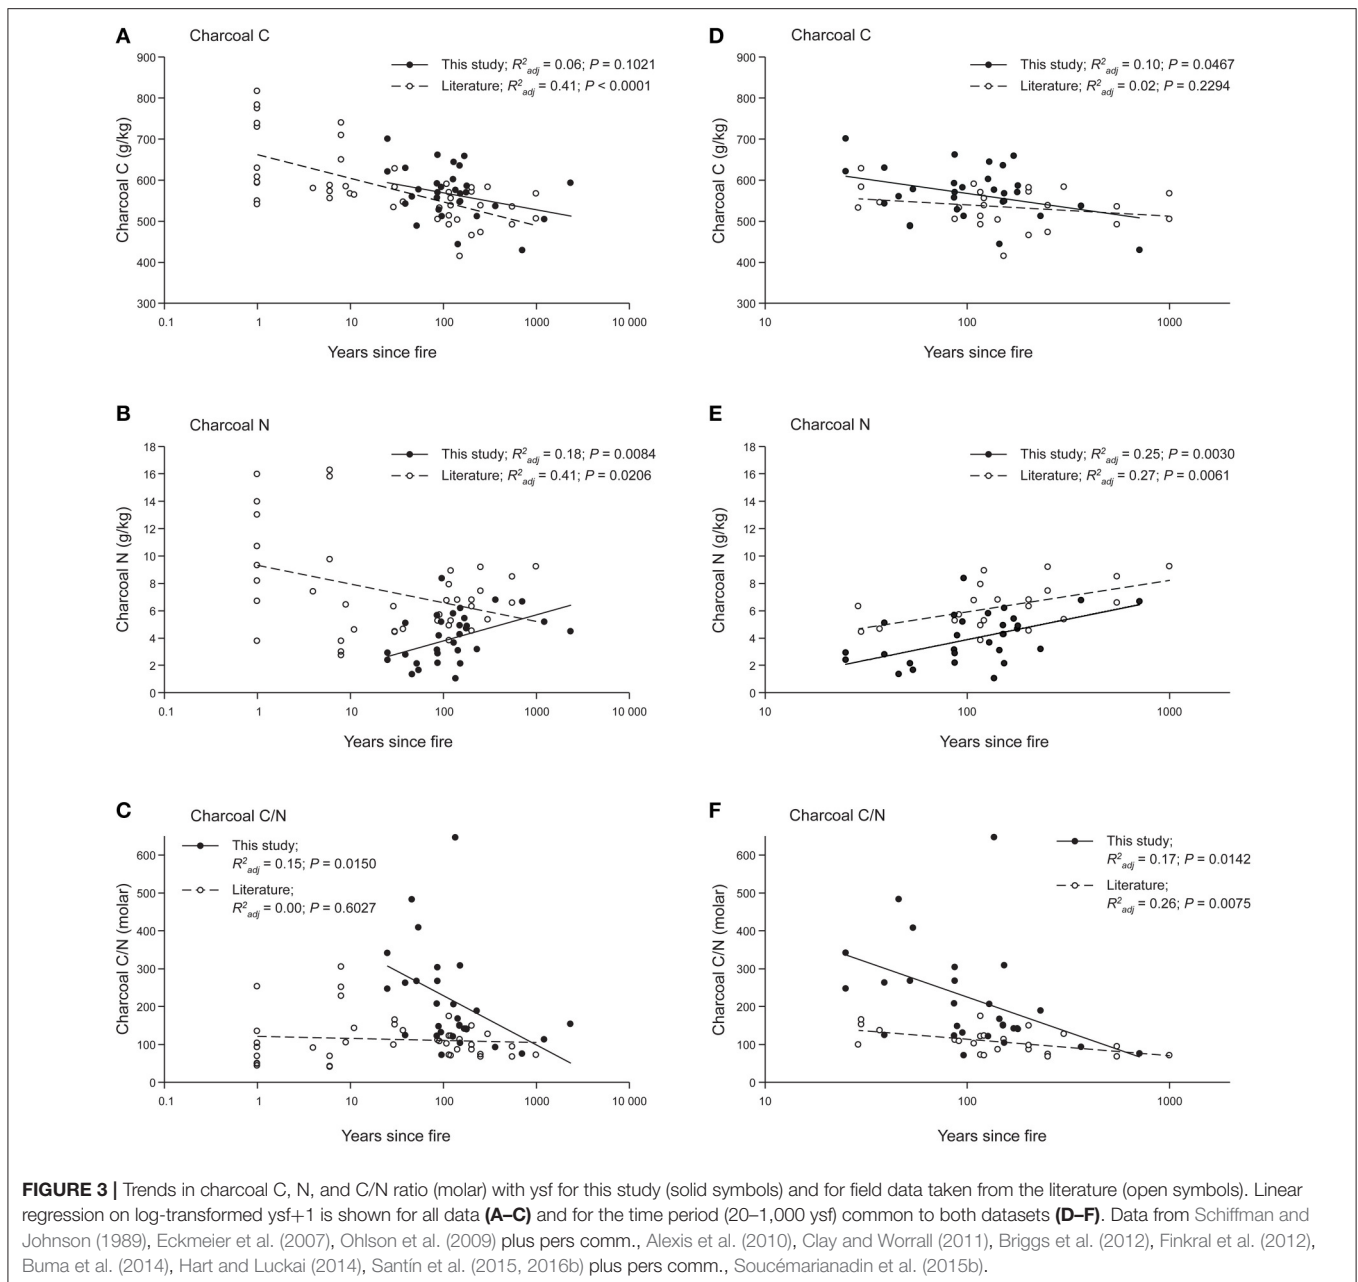 A
Charcoal C
This study; R²adj = 0.06; P = 0.1021
Literature; R²adj = 0.41; P < 0.0001
Charcoal C (g/kg)
900
800
700
600
500
400
300
0.1 1 10 100 1000 10 000
Years since fire
D
Charcoal C
This study; R²adj = 0.10; P = 0.0467
Literature; R²adj = 0.02; P = 0.2294
Charcoal C (g/kg)
900
800
700
600
500
400
300
10 100 1000
Years since fire
B
Charcoal N
This study; R²adj = 0.18; P = 0.0084
Literature; R²adj = 0.41; P = 0.0206
Charcoal N (g/kg)
18
16
14
12
10
8
6
4
2
0
0.1 1 10 100 1000 10 000
Years since fire
E
Charcoal N
This study; R²adj = 0.25; P = 0.0030
Literature; R²adj = 0.27; P = 0.0061
Charcoal N (g/kg)
18
16
14
12
10
8
6
4
2
0
10 100 1000
Years since fire
C
Charcoal C/N
This study;
R²adj = 0.15; P = 0.0150
Literature;
R²adj = 0.00; P = 0.6027
Charcoal C/N (molar)
600
500
400
300
200
100
0
0.1 1 10 100 1000 10 000
Years since fire
F
Charcoal C/N
This study;
R²adj = 0.17; P = 0.0142
Literature;
R²adj = 0.26; P = 0.0075
Charcoal C/N (molar)
600
500
400
300
200
100
0
10 100 1000
Years since fire
FIGURE 3 | Trends in charcoal C, N, and C/N ratio (molar) with ysf for this study (solid symbols) and for field data taken from the literature (open symbols). Linear
regression on log-transformed ysf+1 is shown for all data (A–C) and for the time period (20–1,000 ysf) common to both datasets (D–F). Data from Schiffman and
Johnson (1989), Eckmeier et al. (2007), Ohlson et al. (2009) plus pers comm., Alexis et al. (2010), Clay and Worrall (2011), Briggs et al. (2012), Finkral et al. (2012),
Buma et al. (2014), Hart and Luckai (2014), Santín et al. (2015, 2016b) plus pers comm., Soucémarianadin et al. (2015b).